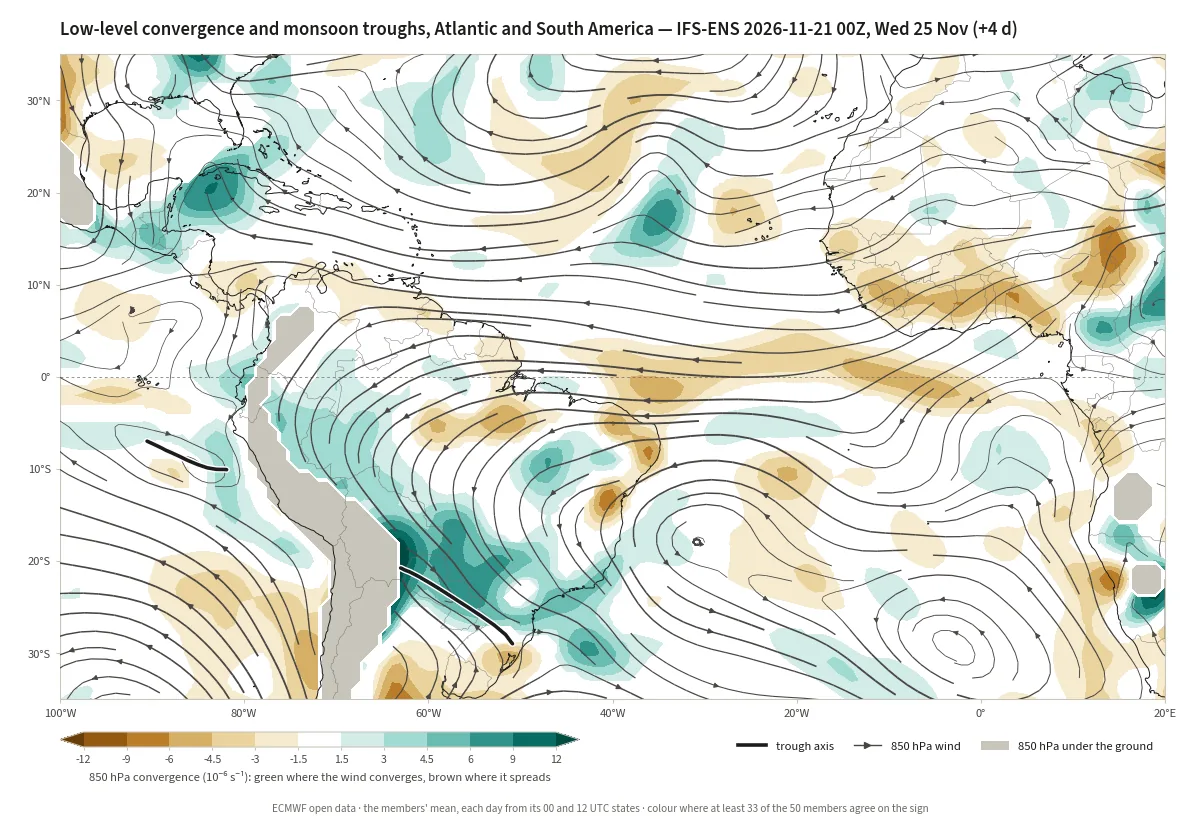 Low-level convergence and monsoon troughs, Atlantic and South America — IFS-ENS 2026-11-21 00Z, Wed 25 Nov (+4 d)
30°N
20°N
10°N
0°
10°S
20°S
30°S
100°W 80°W 60°W 40°W 20°W 0° 20°E
-12 -9 -6 -4.5 -3 -1.5 1.5 3 4.5 6 9 12
850 hPa convergence (10⁻⁶ s⁻¹): green where the wind converges, brown where it spreads
trough axis 850 hPa wind 850 hPa under the ground
ECMWF open data · the members' mean, each day from its 00 and 12 UTC states · colour where at least 33 of the 50 members agree on the sign